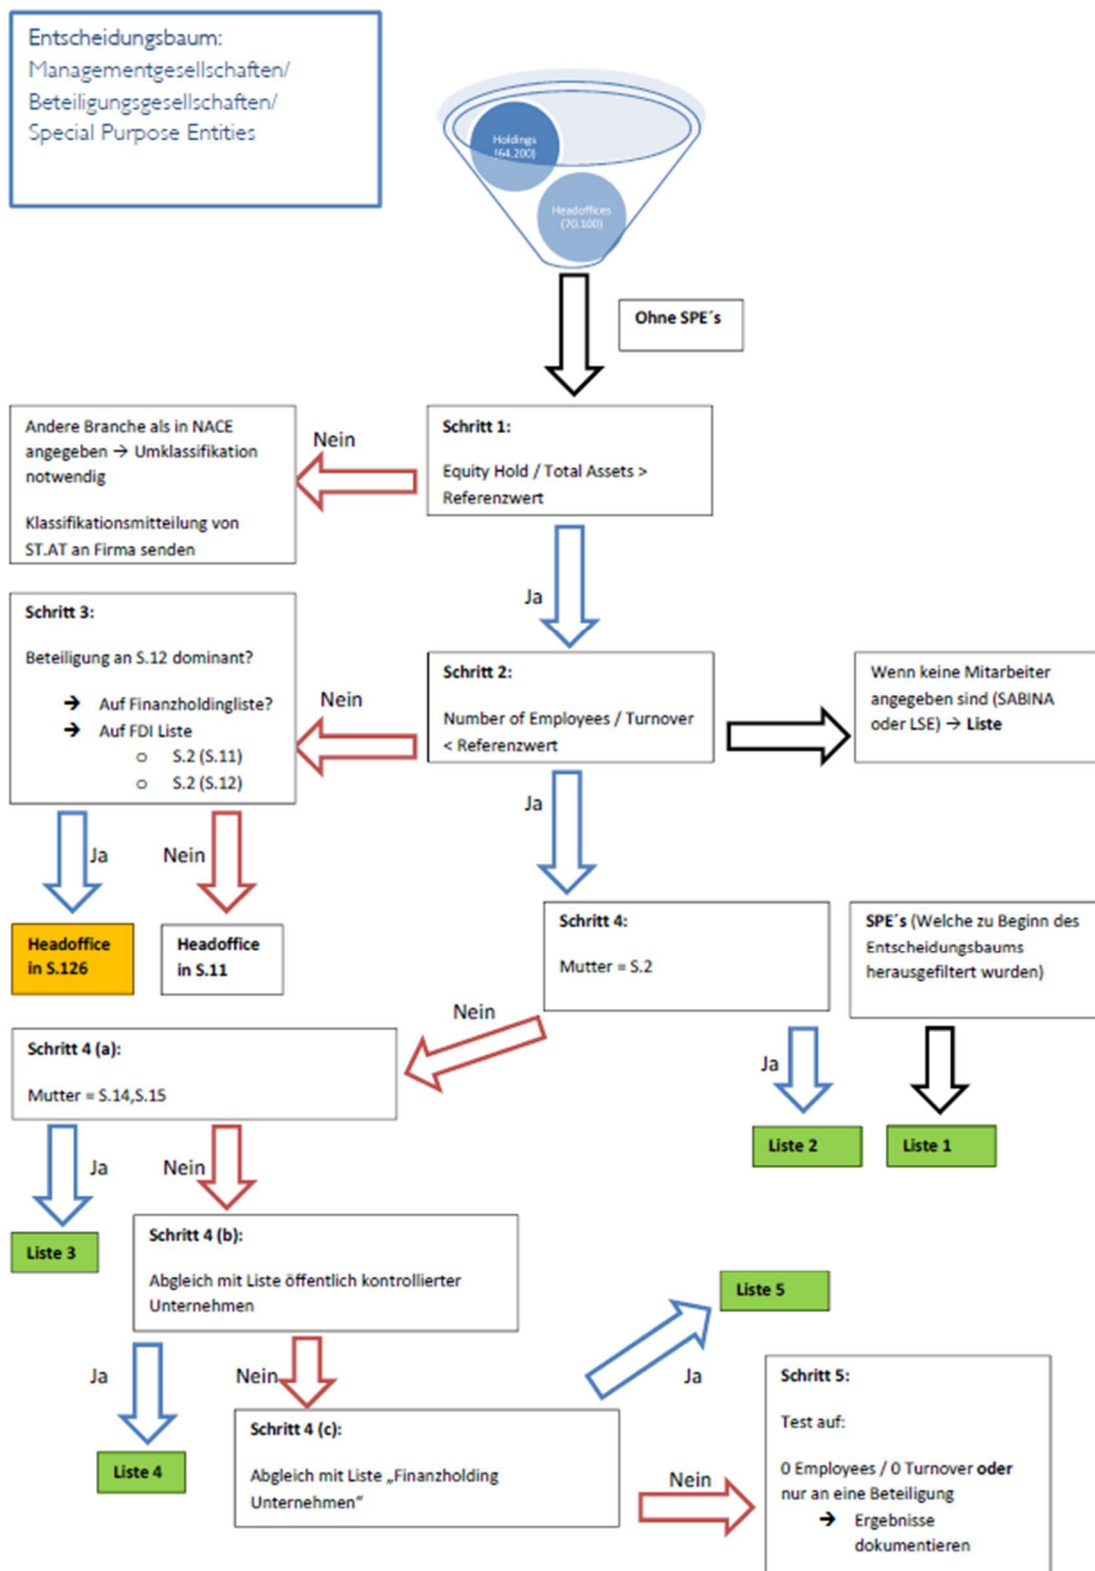 Entscheidungsbaum:
Managementgesellschaften/
Beteiligungsgesellschaften/
Special Purpose Entities
Holdings
(64.200)
Headoffices
(70.100)
Ohne SPE´s
Andere Branche als in NACE
angegeben → Umklassifikation
notwendig
Klassifikationsmitteilung von
ST.AT an Firma senden
Nein
Schritt 1:
Equity Hold / Total Assets >
Referenzwert
Ja
Schritt 3:
Beteiligung an S.12 dominant?
→ Auf Finanzholdingliste?
→ Auf FDI Liste
o S.2 (S.11)
o S.2 (S.12)
Nein
Schritt 2:
Number of Employees / Turnover
< Referenzwert
Wenn keine Mitarbeiter
angegeben sind (SABINA
oder LSE) → Liste
Ja
Nein
Ja
Headoffice
in S.126
Headoffice
in S.11
Schritt 4:
Mutter = S.2
SPE´s (Welche zu Beginn des
Entscheidungsbaums
herausgefiltert wurden)
Nein
Ja
Schritt 4 (a):
Mutter = S.14,S.15
Liste 2
Liste 1
Ja
Nein
Liste 3
Schritt 4 (b):
Abgleich mit Liste öffentlich kontrollierter
Unternehmen
Liste 5
Ja
Nein
Ja
Liste 4
Schritt 4 (c):
Abgleich mit Liste „Finanzholding
Unternehmen“
Nein
Schritt 5:
Test auf:
0 Employees / 0 Turnover oder
nur an eine Beteiligung
→ Ergebnisse
dokumentieren